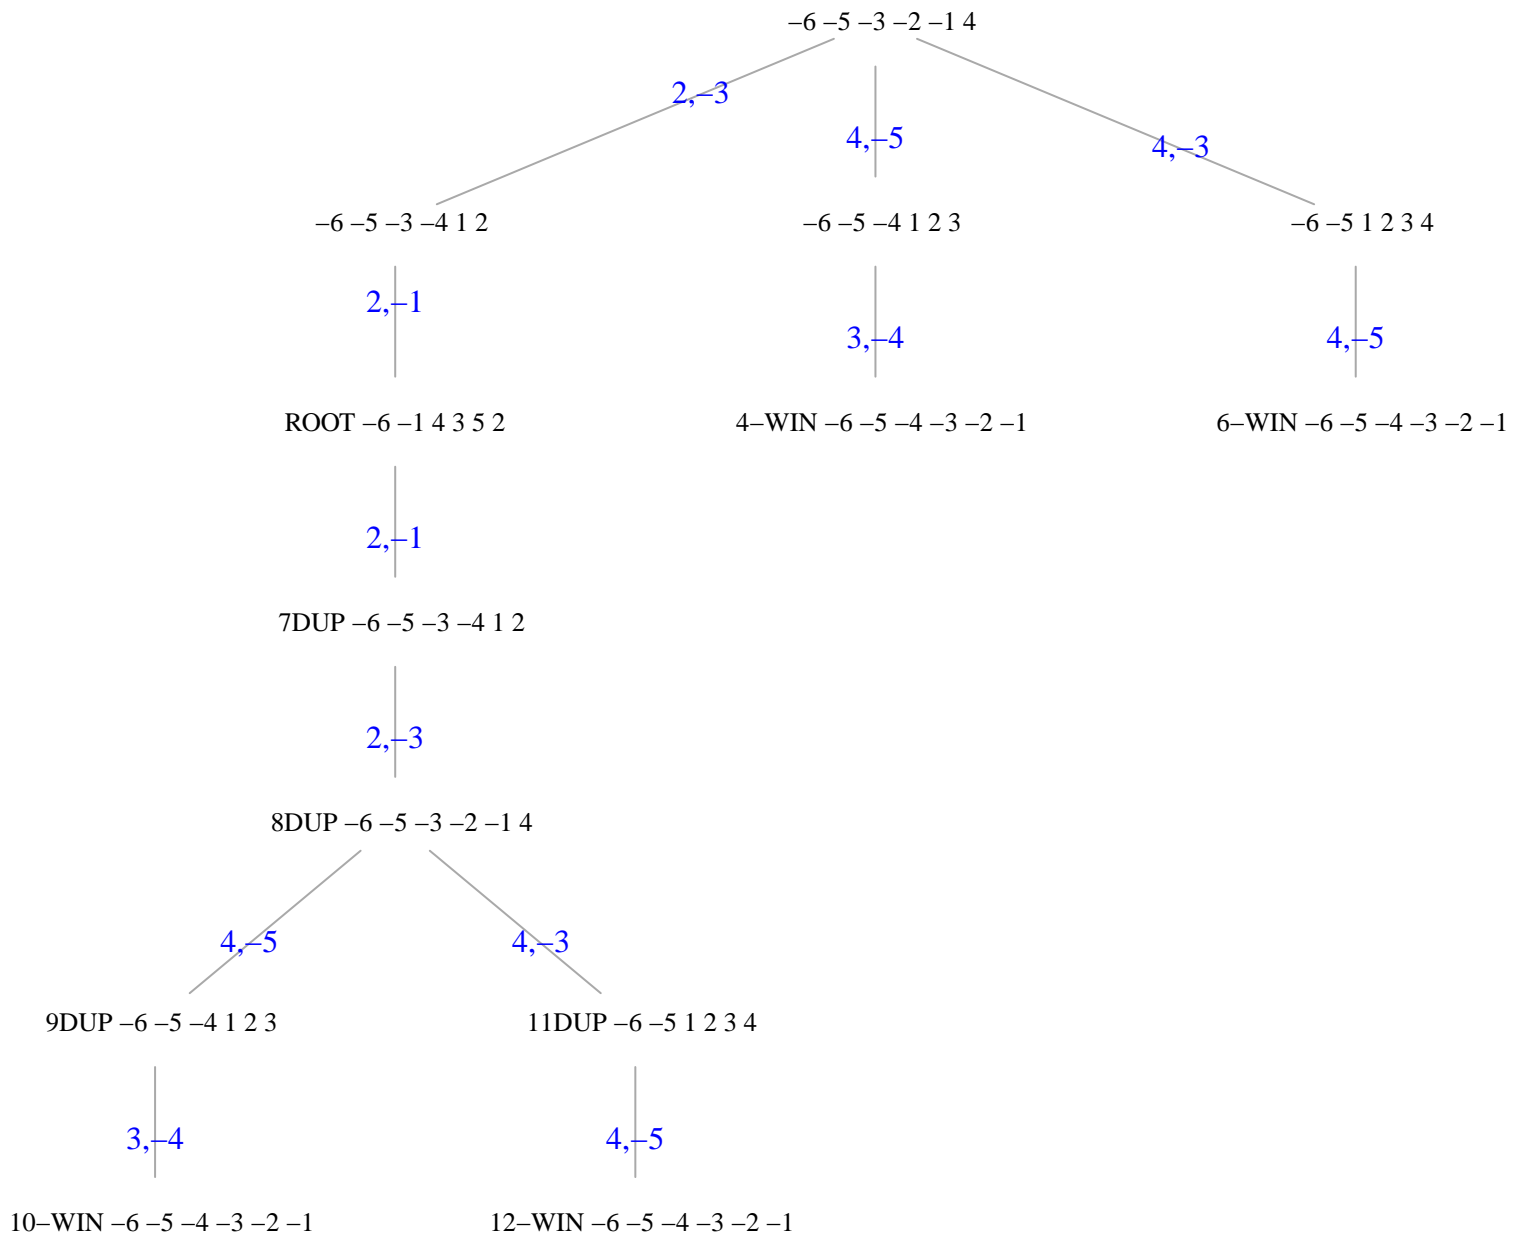 –6 –5 –3 –2 –1 4
2,–3
4,–5
4,–3
–6 –5 –3 –4 1 2
–6 –5 –4 1 2 3
–6 –5 1 2 3 4
2,–1
3,–4
4,–5
ROOT –6 –1 4 3 5 2
4–WIN –6 –5 –4 –3 –2 –1
6–WIN –6 –5 –4 –3 –2 –1
2,–1
7DUP –6 –5 –3 –4 1 2
2,–3
8DUP –6 –5 –3 –2 –1 4
4,–5
4,–3
9DUP –6 –5 –4 1 2 3
11DUP –6 –5 1 2 3 4
3,–4
4,–5
10–WIN –6 –5 –4 –3 –2 –1
12–WIN –6 –5 –4 –3 –2 –1